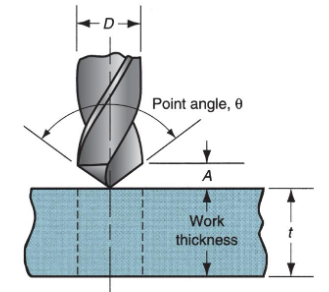 D
Point angle, θ
A
Work
thickness
t